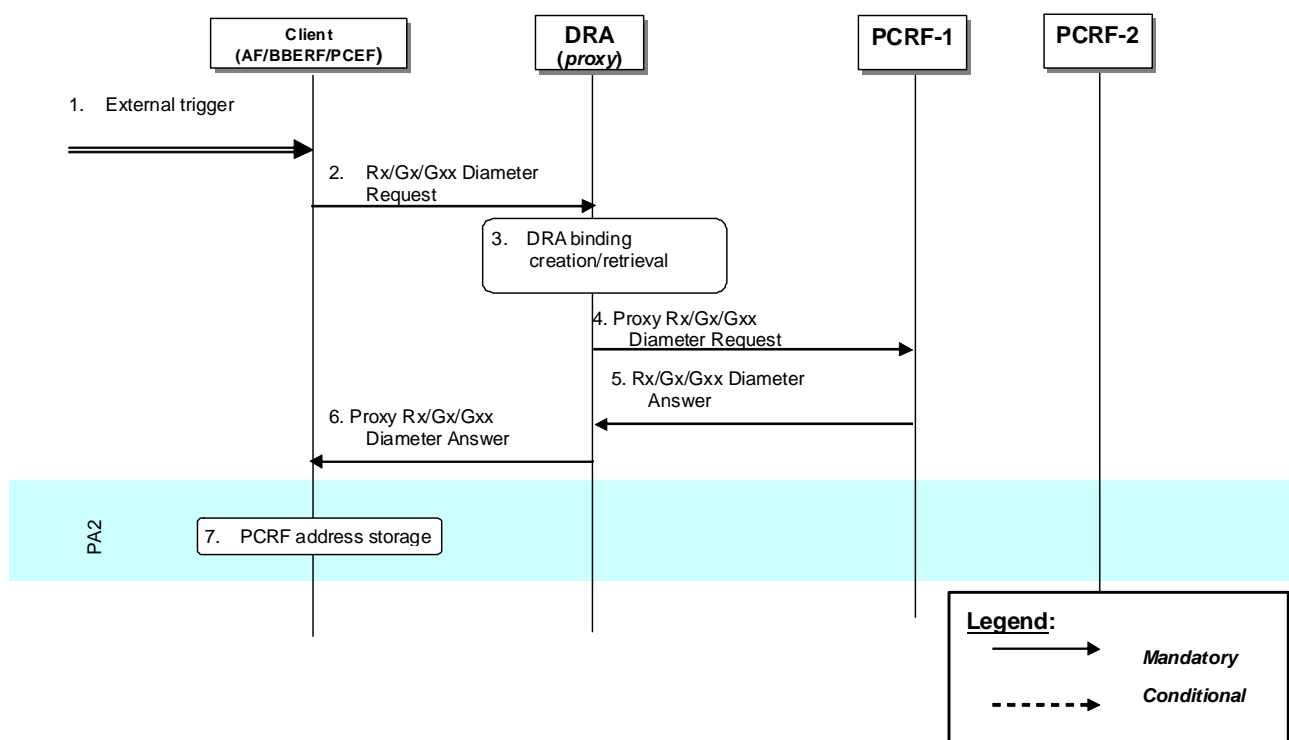 Client
(AF/BBERF/PCEF)
DRA
(proxy)
PCRF-1
PCRF-2
1. External trigger
2. Rx/Gx/Gxx Diameter
Request
3. DRA binding
creation/retrieval
4. Proxy Rx/Gx/Gxx
Diameter Request
5. Rx/Gx/Gxx Diameter
Answer
6. Proxy Rx/Gx/Gxx
Diameter Answer
PA2
7. PCRF address storage
Legend:
Mandatory
Conditional